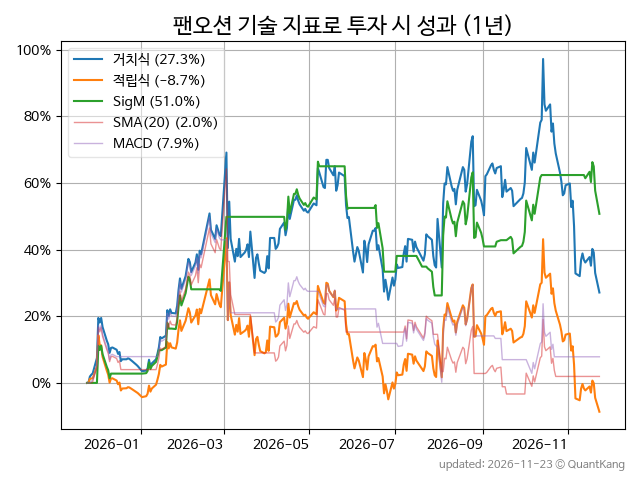 팬오션 기술 지표로 투자 시 성과 (1년)
100%
80%
60%
40%
20%
0%
거치식 (27.3%)
적립식 (-8.7%)
SigM (51.0%)
SMA(20) (2.0%)
MACD (7.9%)
2026-01
2026-03
2026-05
2026-07
2026-09
2026-11
updated: 2026-11-23 © QuantKang